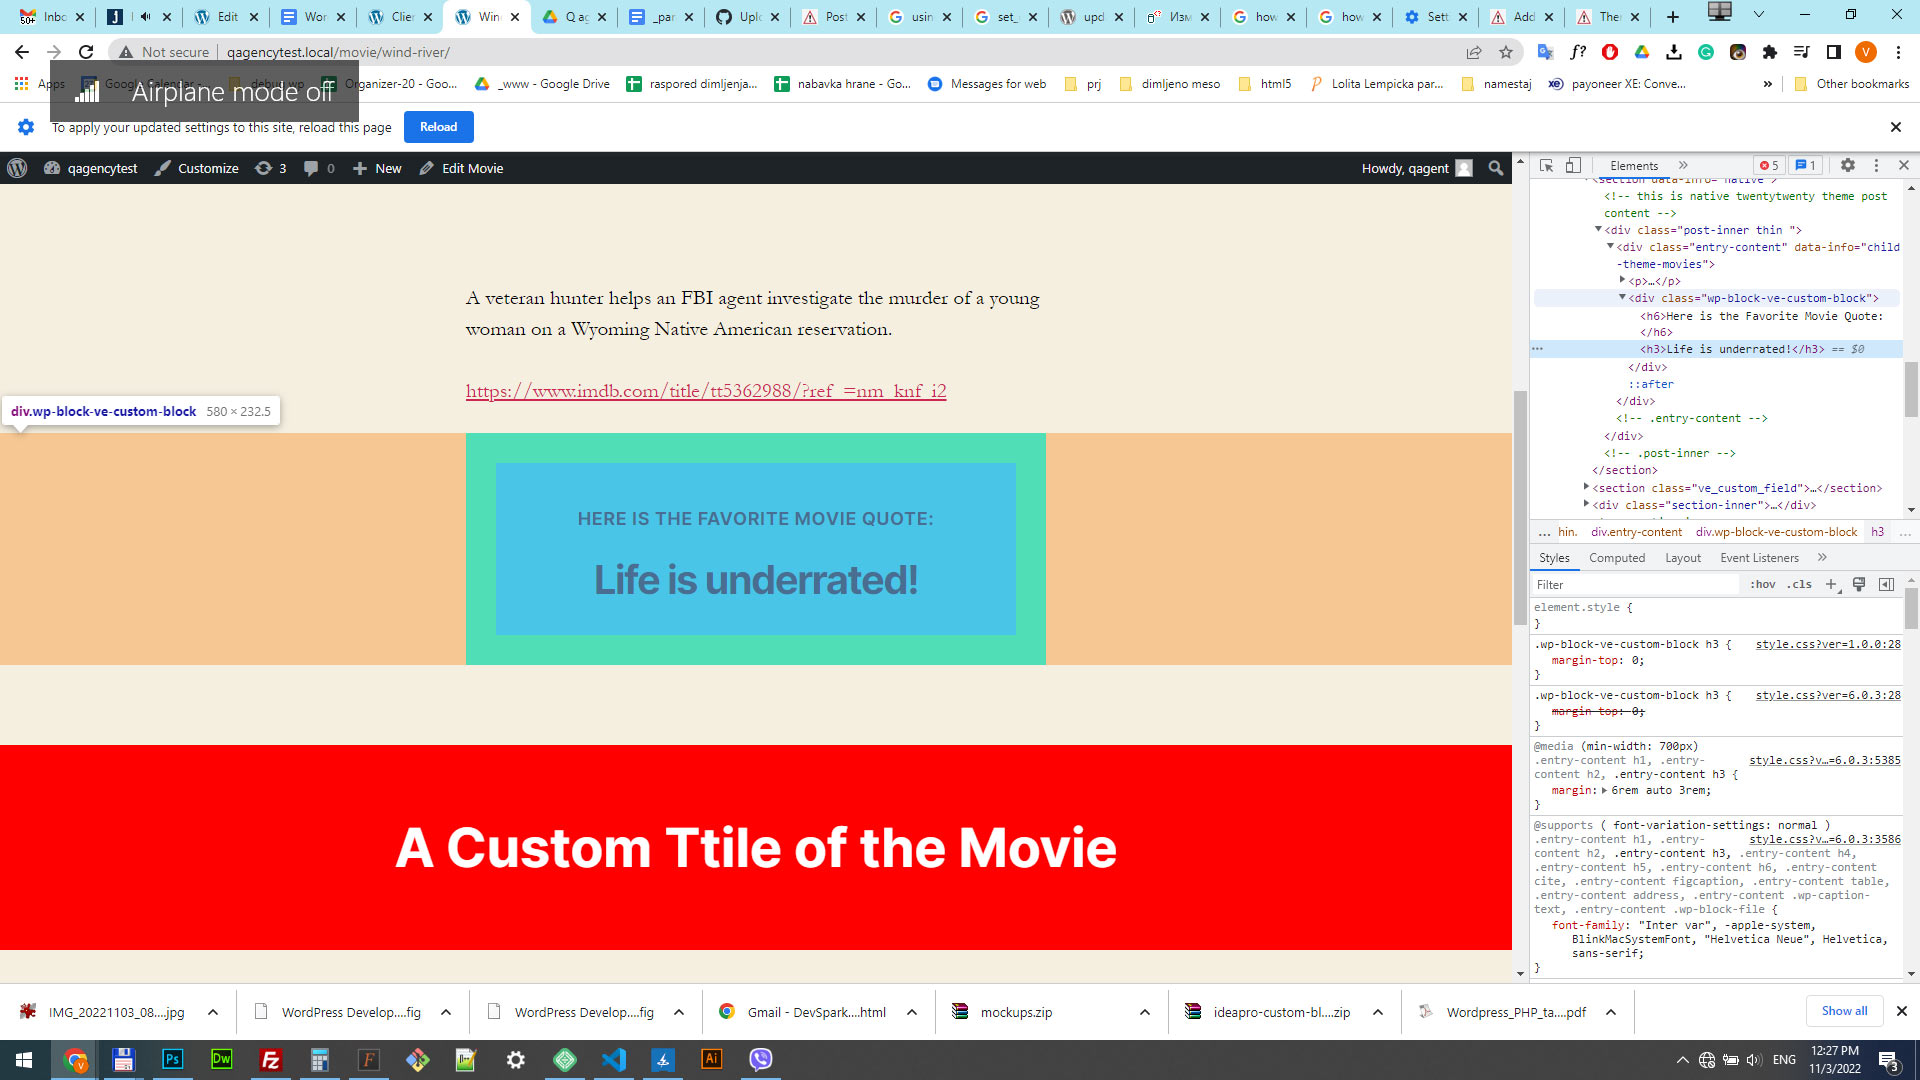 Inbo
Edit
Wor
Clien
Win
Q ag
_par
Uplo
Post
usin
set_
upd
Изм
how
how
Sett
Add
The
50+
Not secure
qagencytest.local/movie/wind-river/
f?
V
Apps
Organizer-20 - Goo...
_www - Google Drive
raspored dimljenja...
nabavka hrane - Go...
Messages for web
prj
dimljeno meso
html5
Lolita Lempicka par...
namestaj
payoneer XE: Conve...
»
Other bookmarks
Airplane mode off
To apply your updated settings to this site, reload this page
Reload
qagencytest
Customize
3
0
New
Edit Movie
Howdy, qagent
A veteran hunter helps an FBI agent investigate the murder of a young
woman on a Wyoming Native American reservation.
https://www.imdb.com/title/tt5362988/?ref_=nm_knf_i2
div.wp-block-ve-custom-block 580 × 232.5
HERE IS THE FAVORITE MOVIE QUOTE:
Life is underrated!
A Custom Ttile of the Movie
Elements
»
5
1
<section data-info="native">
<!-- this is native twentytwenty theme post
content -->
<div class="post-inner thin ">
<div class="entry-content" data-info="child
-theme-movies">
<p>…</p>
<div class="wp-block-ve-custom-block">
<h6>Here is the Favorite Movie Quote:
</h6>
<h3>Life is underrated!</h3> == $0
</div>
::after
</div>
<!-- .entry-content -->
</div>
<!-- .post-inner -->
</section>
<section class="ve_custom_field">…</section>
<div class="section-inner">…</div>
... hin. div.entry-content div.wp-block-ve-custom-block h3 ...
Styles Computed Layout Event Listeners »
Filter
:hov .cls
element.style {
}
.wp-block-ve-custom-block h3 { style.css?ver=1.0.0:28
margin-top: 0;
}
.wp-block-ve-custom-block h3 { style.css?ver=6.0.3:28
margin-top: 0;
}
@media (min-width: 700px)
.entry-content h1, .entry- style.css?v…=6.0.3:5385
content h2, .entry-content h3 {
margin: 6rem auto 3rem;
}
@supports ( font-variation-settings: normal )
.entry-content h1, .entry- style.css?v…=6.0.3:3586
content h2, .entry-content h3, .entry-content h4,
.entry-content h5, .entry-content h6, .entry-content
cite, .entry-content figcaption, .entry-content table,
.entry-content address, .entry-content .wp-caption-
text, .entry-content .wp-block-file {
font-family: "Inter var", -apple-system,
BlinkMacSystemFont, "Helvetica Neue", Helvetica,
sans-serif;
}
IMG_20221103_08....jpg
WordPress Develop....fig
WordPress Develop....fig
Gmail - DevSpark....html
mockups.zip
ideapro-custom-bl....zip
Wordpress_PHP_ta....pdf
Show all
Ps
Dw
Fz
F
Ai
ENG
12:27 PM
11/3/2022
3